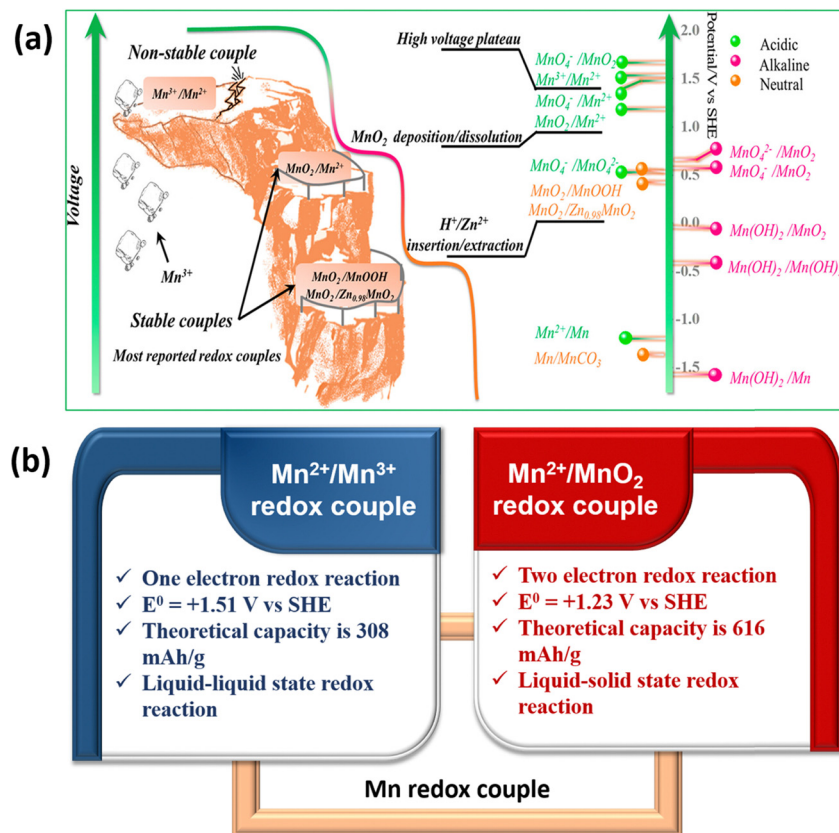 (a)
Non-stable couple
Mn³⁺/Mn²⁺
MnO₂/Mn²⁺
MnO₂/MnOOH
MnO₂/Zn₀.₉₈MnO₂
Mn³⁺
Stable couples
Most reported redox couples
Voltage
High voltage plateau
MnO₂ deposition/dissolution
H⁺/Zn²⁺
insertion/extraction
MnO₄⁻/MnO₂
Mn³⁺/Mn²⁺
MnO₄⁻/Mn²⁺
MnO₂/Mn²⁺
MnO₄⁻/MnO₄²⁻
MnO₂/MnOOH
MnO₂/Zn₀.₉₈MnO₂
Mn²⁺/Mn
Mn/MnCO₃
2.0
1.5
1.0
0.5
0.0
-0.5
-1.0
-1.5
Potential/V vs SHE
Acidic
Alkaline
Neutral
MnO₄²⁻/MnO₂
MnO₄⁻/MnO₂
Mn(OH)₂/MnO₂
Mn(OH)₂/Mn(OH)
Mn(OH)₂/Mn
(b)
Mn²⁺/Mn³⁺
redox couple
✓ One electron redox reaction
✓ E⁰ = +1.51 V vs SHE
✓ Theoretical capacity is 308
mAh/g
✓ Liquid-liquid state redox
reaction
Mn²⁺/MnO₂
redox couple
✓ Two electron redox reaction
✓ E⁰ = +1.23 V vs SHE
✓ Theoretical capacity is 616
mAh/g
✓ Liquid-solid state redox
reaction
Mn redox couple